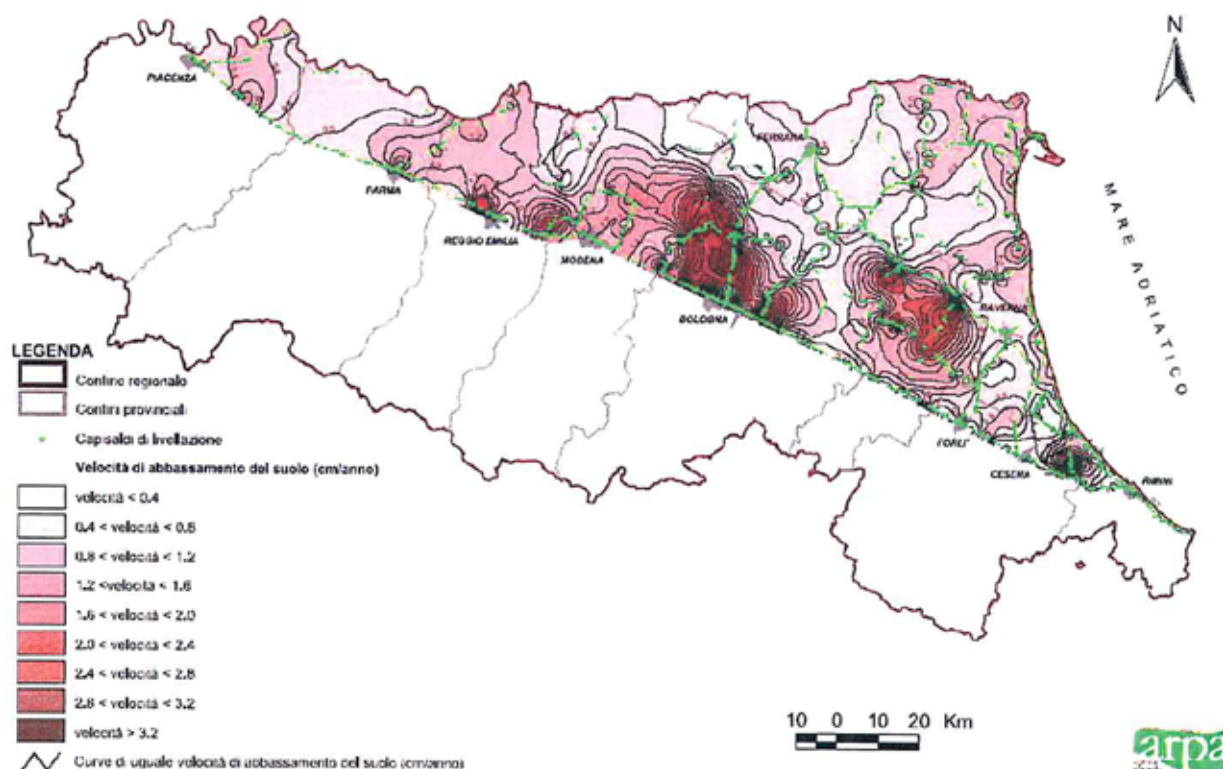 N
PIACENZA
FERRARA
PARMA
REGGIO EMILIA
MODENA
BOLOGNA
RAVENNA
MARE ADRIATICO
FORLI'
CESENA
RIMINI
LEGENDA
Confine regionale
Confini provinciali
Capisaldi di livellazione
Velocità di abbassamento del suolo (cm/anno)
velocità < 0.4
0.4 < velocità < 0.8
0.8 < velocità < 1.2
1.2 <velocità < 1.6
1.6 < velocità < 2.0
2.0 < velocità < 2.4
2.4 < velocità < 2.8
2.8 < velocità < 3.2
velocità > 3.2
Curve di uguale velocità di abbassamento del suolo (cm/anno)
10 0 10 20 Km
arpa